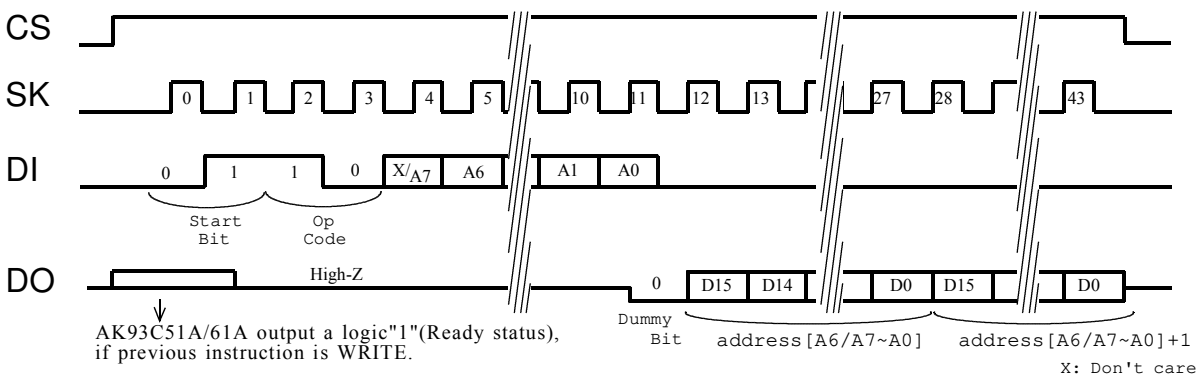 CS
SK 0 1 2 3 4 5 10 11 12 13 27 28 43
DI 0 1 1 0 X/A7 A6 A1 A0
Start Bit
Op Code
DO High-Z 0 D15 D14 D0 D15 D0
Dummy Bit
address[A6/A7~A0]
address[A6/A7~A0]+1
AK93C51A/61A output a logic"1"(Ready status),
if previous instruction is WRITE.
X: Don't care